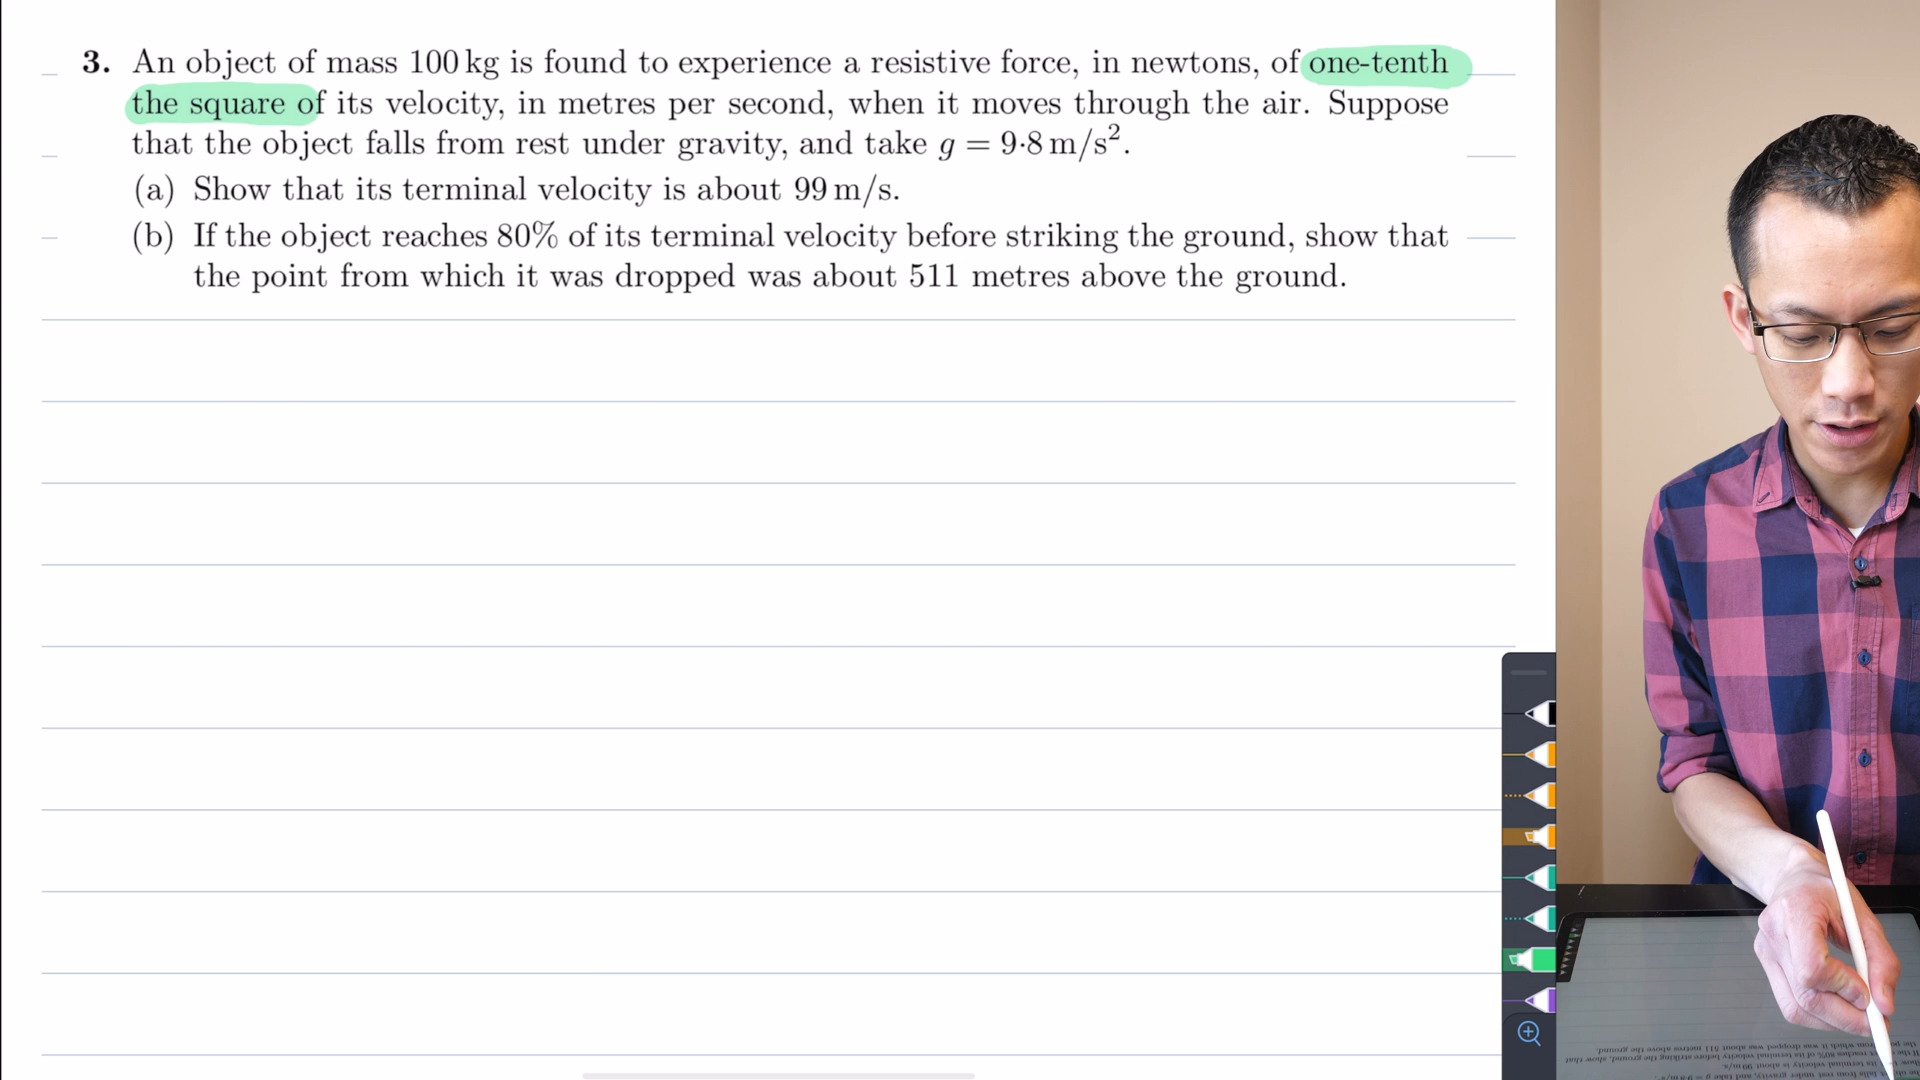 3. An object of mass 100 kg is found to experience a resistive force, in newtons, of one-tenth
the square of its velocity, in metres per second, when it moves through the air. Suppose
that the object falls from rest under gravity, and take g = 9·8 m/s².
(a) Show that its terminal velocity is about 99 m/s.
(b) If the object reaches 80% of its terminal velocity before striking the ground, show that
the point from which it was dropped was about 511 metres above the ground.